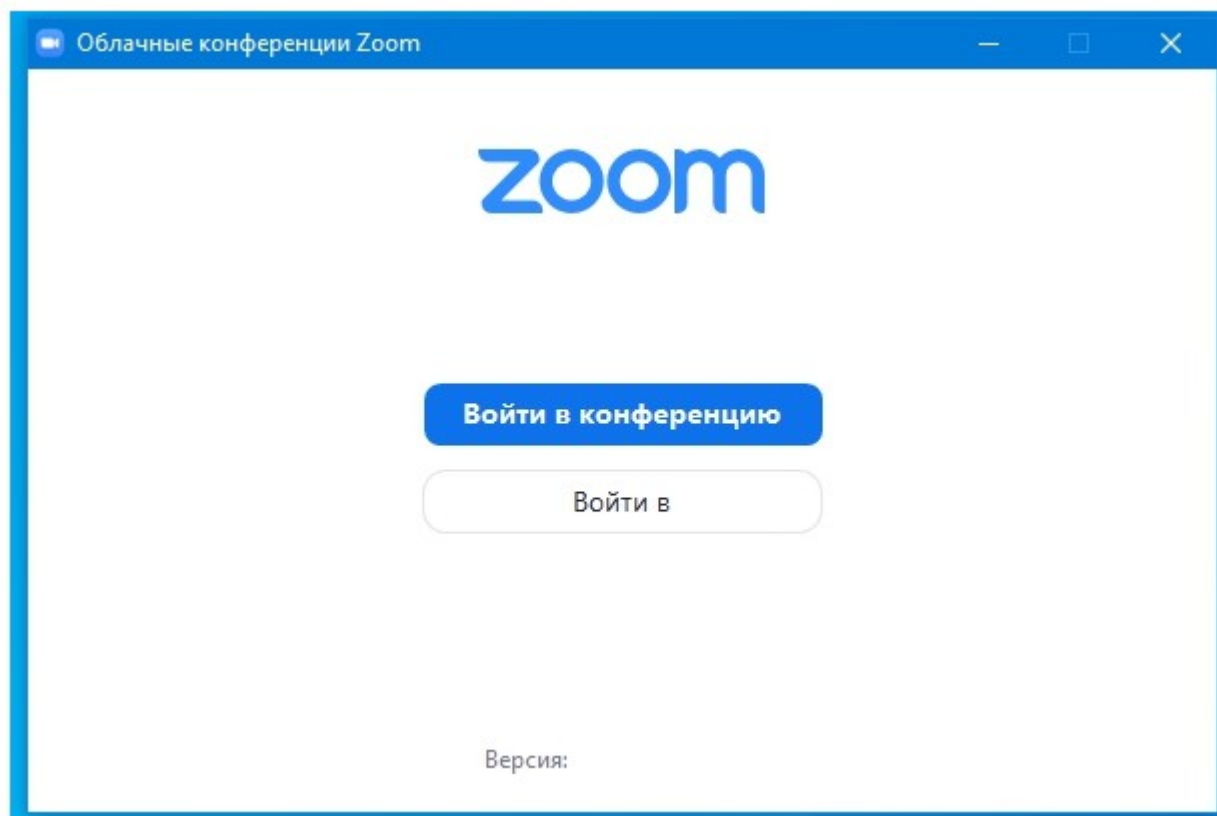 Облачные конференции Zoom
zoom
Войти в конференцию
Войти в
Версия: